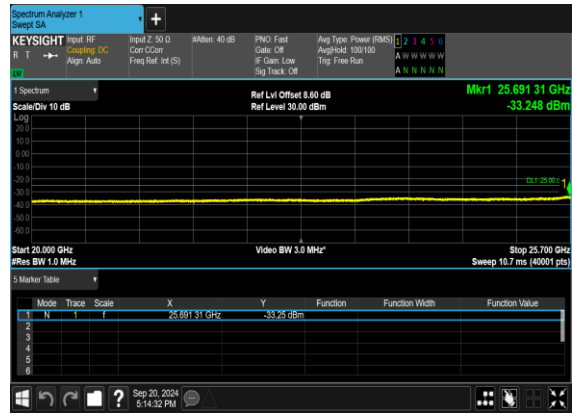 Spectrum Analyzer 1
Swept SA
+
KEYSIGHT
R T
Input: RF
Coupling: DC
Align: Auto
Input Z: 50 Ω
Corr CCorr
Freq Ref: Int (S)
#Atten: 40 dB
PNO: Fast
Gate: Off
IF Gain: Low
Sig Track: Off
Avg Type: Power (RMS)
Avg|Hold: 100/100
Trig: Free Run
1 2 3 4 5 6
A W W W W W
A N N N N N
1 Spectrum
Scale/Div 10 dB
Ref Lvl Offset 8.60 dB
Ref Level 30.00 dBm
Mkr1 25.691 31 GHz
-33.248 dBm
Log
20.0
10.0
0.00
-10.0
-20.0
-30.0
-40.0
-50.0
-60.0
1
Start 20.000 GHz
#Res BW 1.0 MHz
Video BW 3.0 MHz*
Stop 25.700 GHz
Sweep 10.7 ms (40001 pts)
5 Marker Table
Mode Trace Scale X Y Function Function Width Function Value
1 N 1 f 25.691 31 GHz -33.25 dBm
2
3
4
5
6
?
Sep 20, 2024
5:14:32 PM